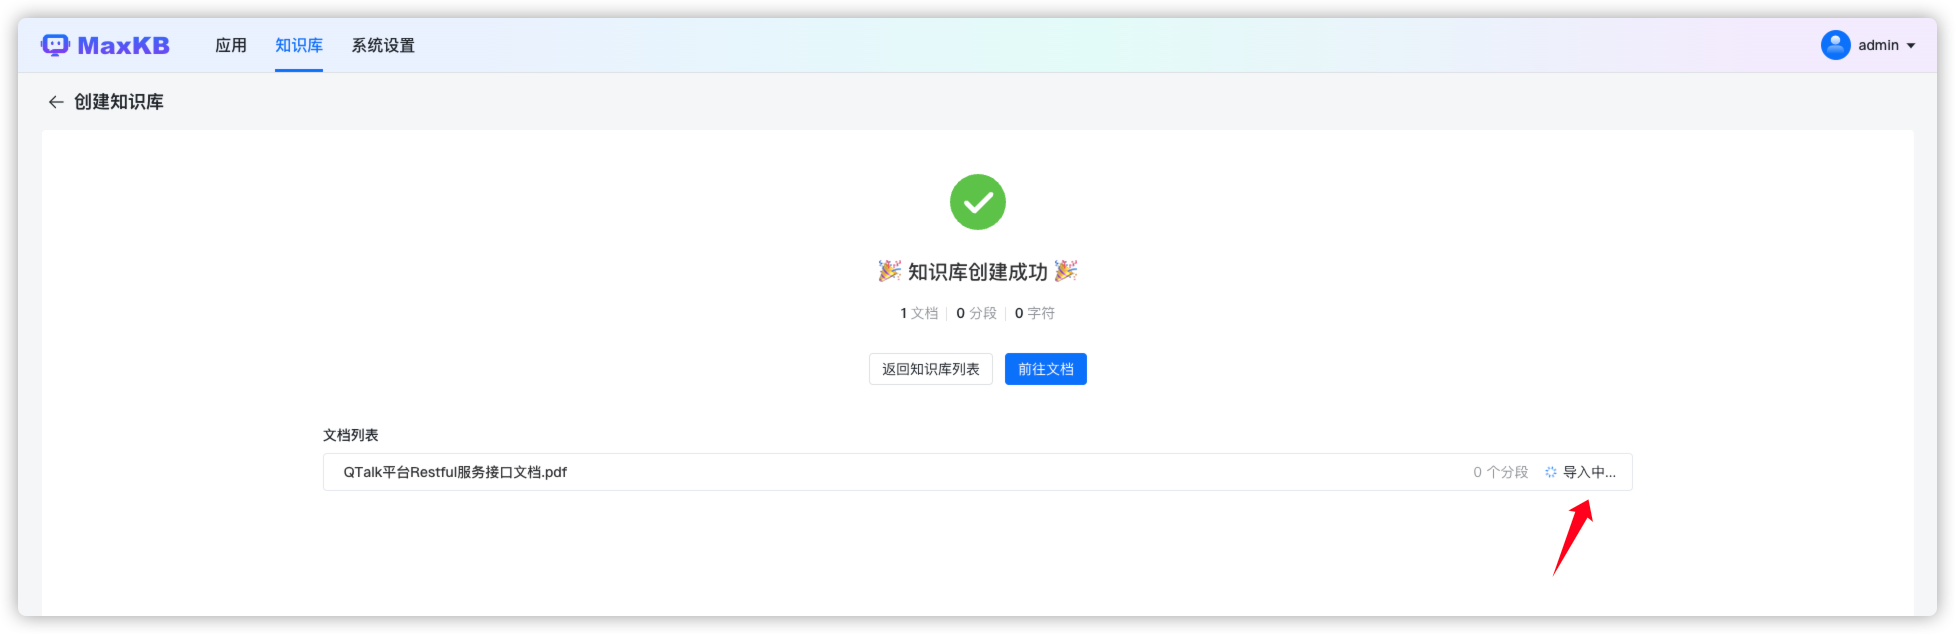 MaxKB 应用 知识库 系统设置 admin
创建知识库
知识库创建成功
1 文档 0 分段 0 字符
返回知识库列表 前往文档
文档列表
QTalk平台Restful服务接口文档.pdf 0 个分段 导入中...